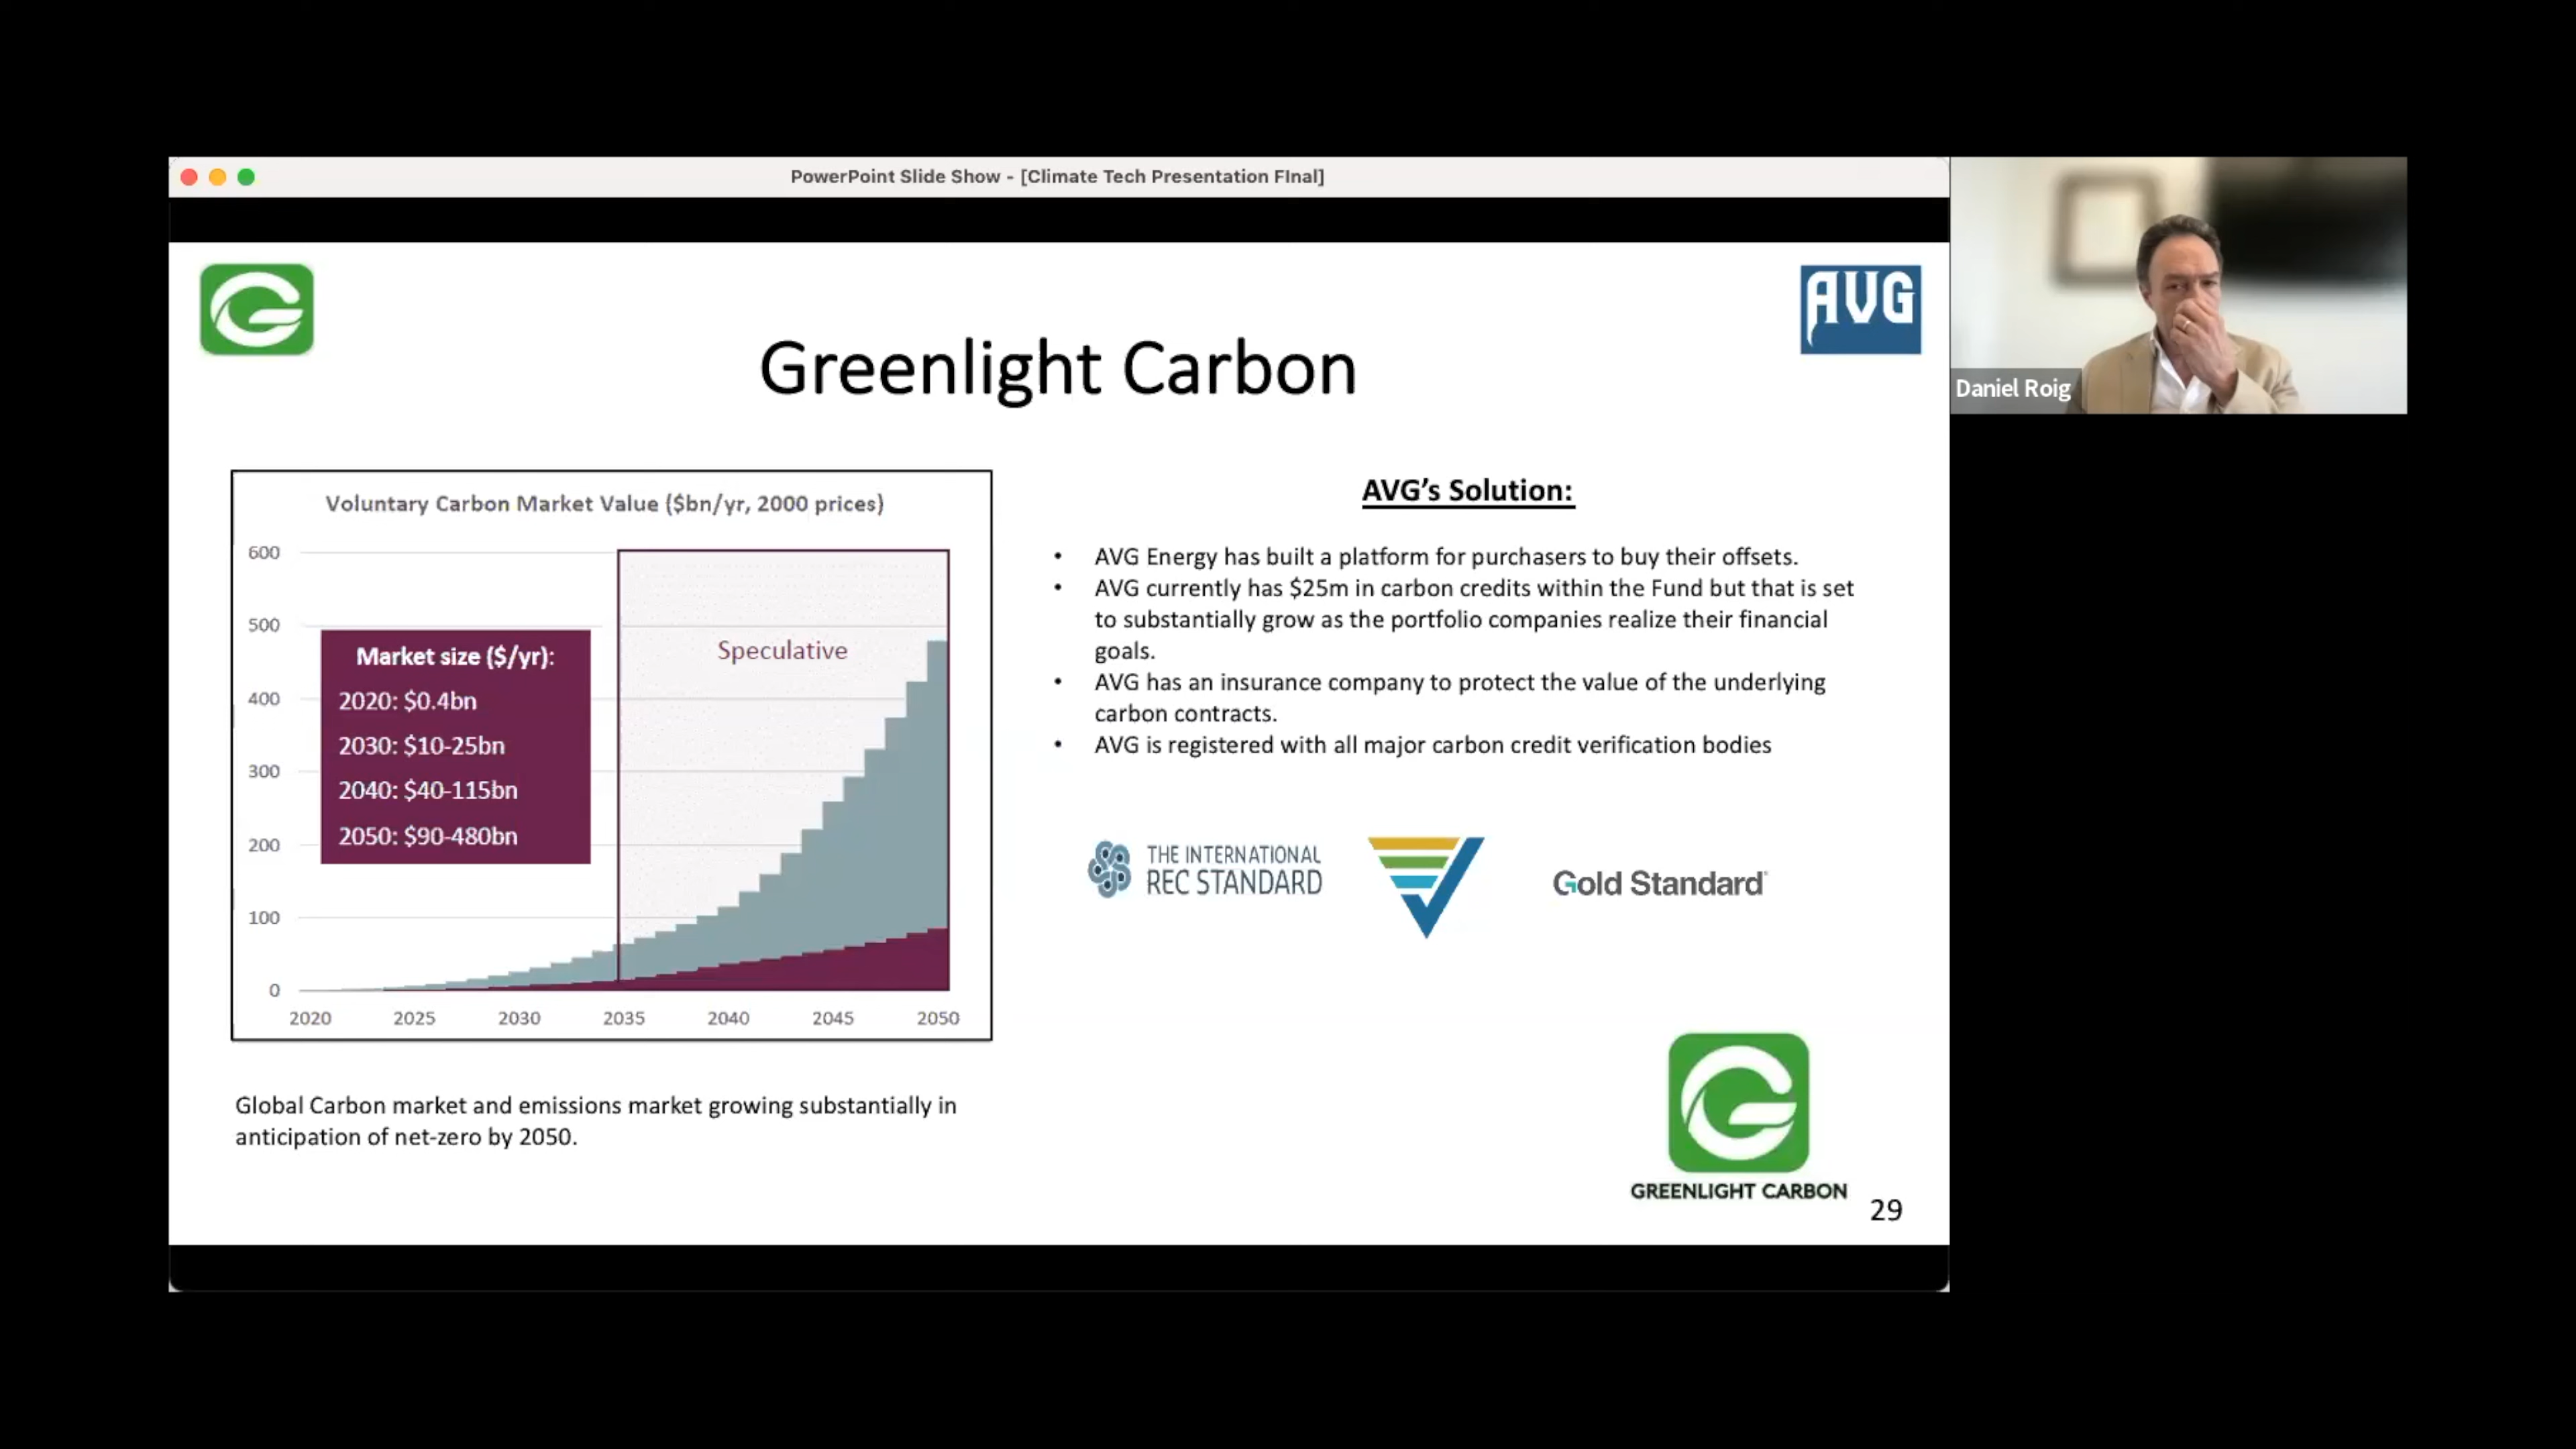 PowerPoint Slide Show - [Climate Tech Presentation FInal]
AVG
Greenlight Carbon
Daniel Roig
Voluntary Carbon Market Value ($bn/yr, 2000 prices)
600
500
400
300
200
100
0
Speculative
Market size ($/yr):
2020: $0.4bn
2030: $10-25bn
2040: $40-115bn
2050: $90-480bn
2020 2025 2030 2035 2040 2045 2050
Global Carbon market and emissions market growing substantially in
anticipation of net-zero by 2050.
AVG’s Solution:
• AVG Energy has built a platform for purchasers to buy their offsets.
• AVG currently has $25m in carbon credits within the Fund but that is set
to substantially grow as the portfolio companies realize their financial
goals.
• AVG has an insurance company to protect the value of the underlying
carbon contracts.
• AVG is registered with all major carbon credit verification bodies
THE INTERNATIONAL
REC STANDARD
Gold Standard
GREENLIGHT CARBON
29